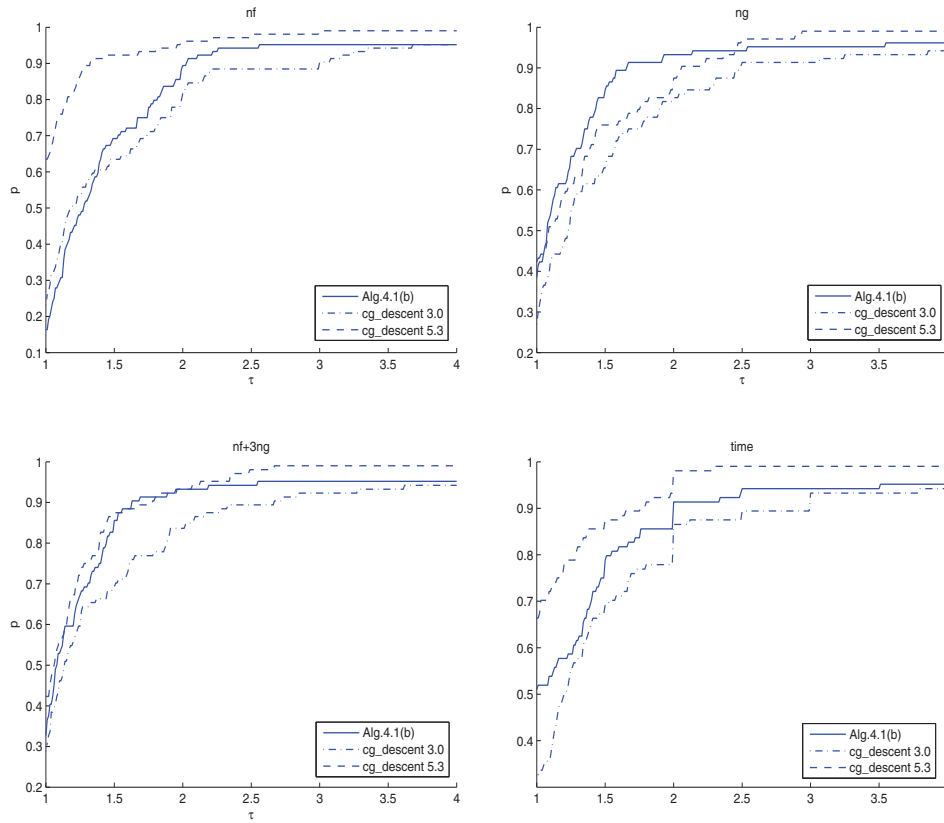 nf
1
0.9
0.8
0.7
0.6
0.5
0.4
0.3
0.2
0.1
p
1 1.5 2 2.5 3 3.5 4
τ
Alg.4.1(b)
cg_descent 3.0
cg_descent 5.3
ng
1
0.9
0.8
0.7
0.6
0.5
0.4
0.3
0.2
p
1 1.5 2 2.5 3 3.5
τ
Alg.4.1(b)
cg_descent 3.0
cg_descent 5.3
nf+3ng
1
0.9
0.8
0.7
0.6
0.5
0.4
0.3
0.2
p
1 1.5 2 2.5 3 3.5 4
τ
Alg.4.1(b)
cg_descent 3.0
cg_descent 5.3
time
1
0.9
0.8
0.7
0.6
0.5
0.4
p
1 1.5 2 2.5 3 3.5
τ
Alg.4.1(b)
cg_descent 3.0
cg_descent 5.3